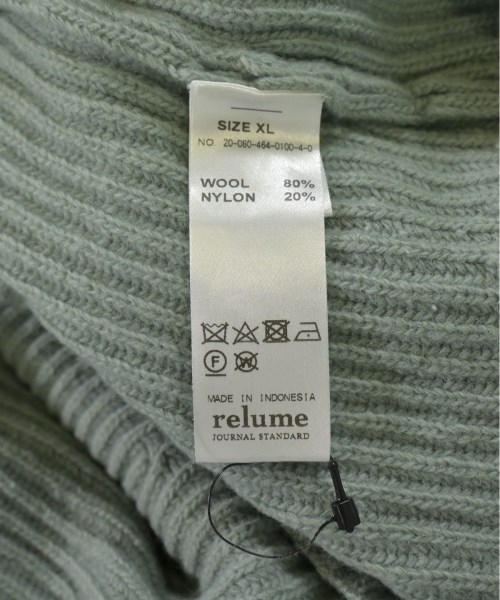 SIZE XL
NO. 20-080-464-0100-4-0
WOOL 80%
NYLON 20%
F
W
MADE IN INDONESIA
relume
JOURNAL STANDARD